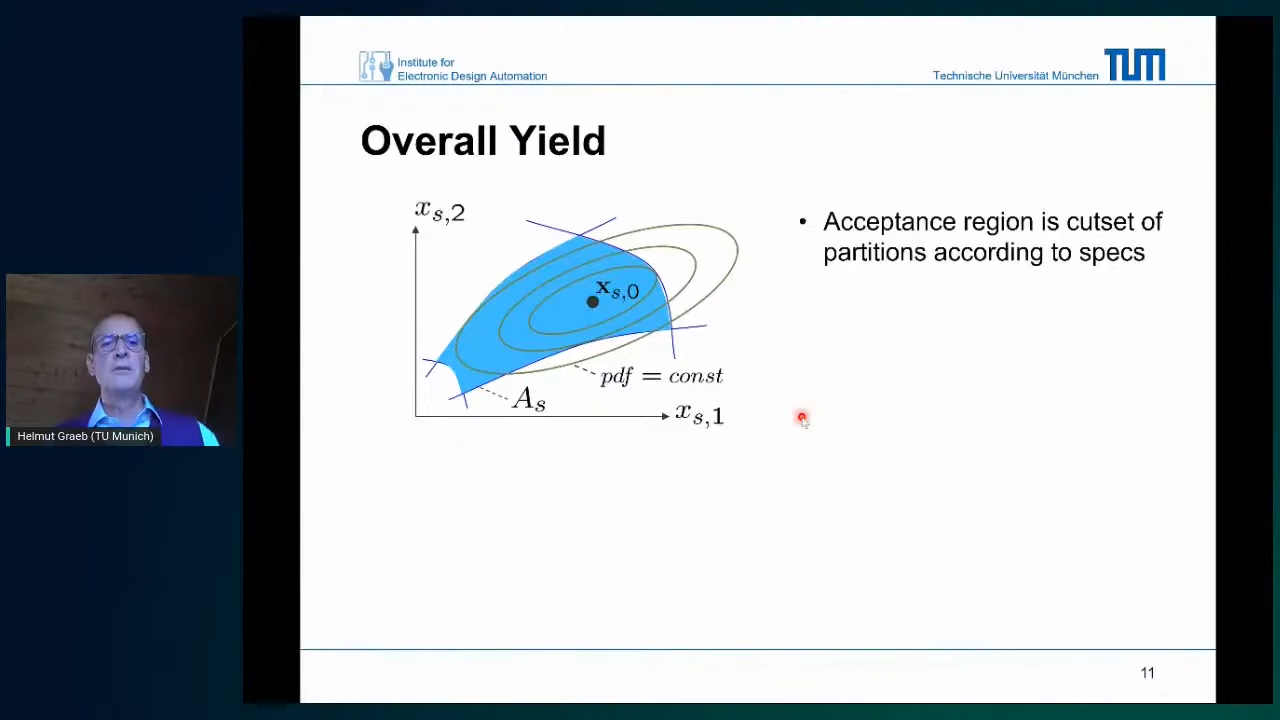 Institute for
Electronic Design Automation
Technische Universität München
TUM
Overall Yield
x_{s,2}
• Acceptance region is cutset of
partitions according to specs
x_{s,0}
pdf = const
A_s
x_{s,1}
Helmut Graeb (TU Munich)
11